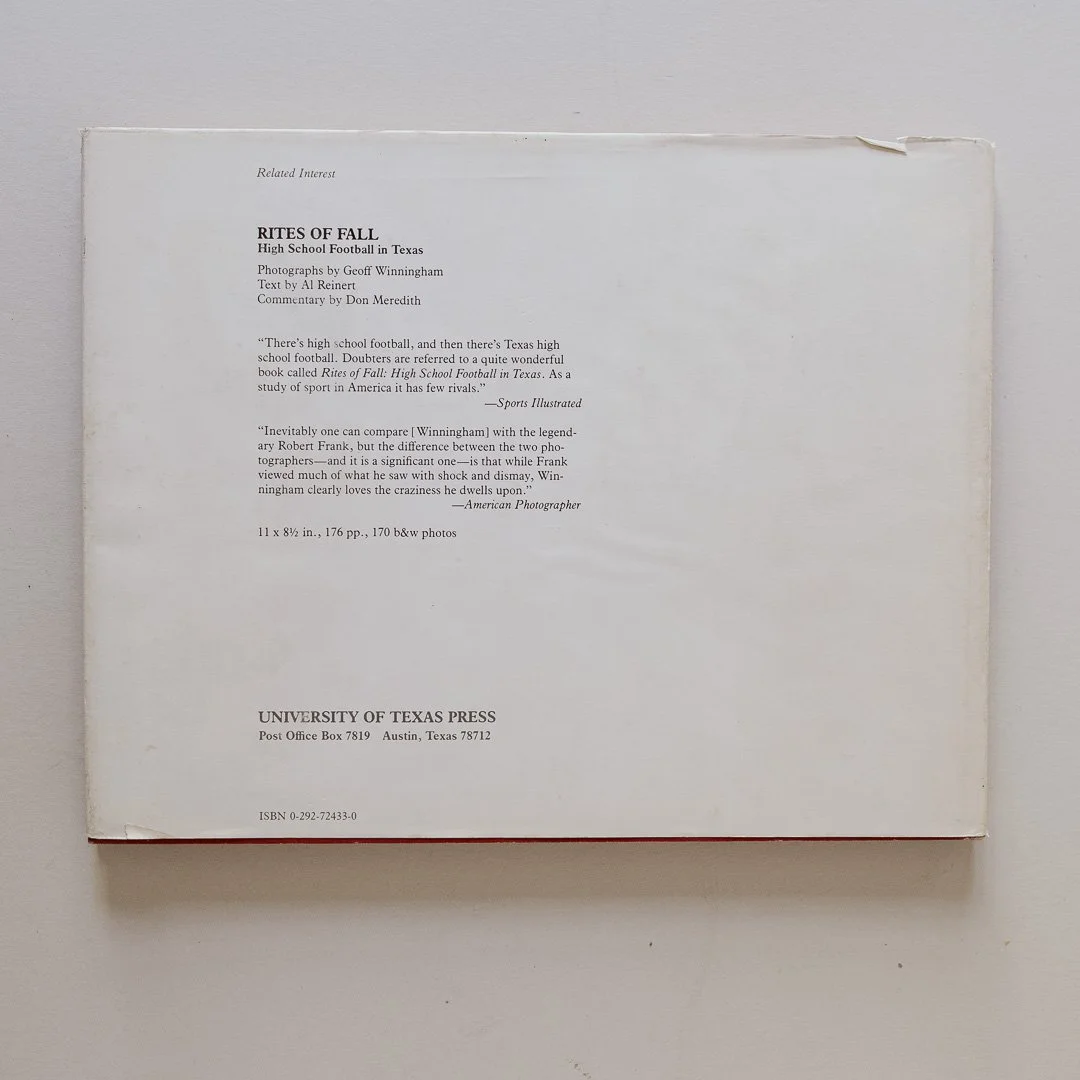 Related Interest
RITES OF FALL
High School Football in Texas
Photographs by Geoff Winningham
Text by Al Reinert
Commentary by Don Meredith
“There’s high school football, and then there’s Texas high
school football. Doubters are referred to a quite wonderful
book called Rites of Fall: High School Football in Texas. As a
study of sport in America it has few rivals.”
—Sports Illustrated
“Inevitably one can compare [Winningham] with the legend-
ary Robert Frank, but the difference between the two pho-
tographers—and it is a significant one—is that while Frank
viewed much of what he saw with shock and dismay, Win-
ningham clearly loves the craziness he dwells upon.”
—American Photographer
11 x 8½ in., 176 pp., 170 b&w photos
UNIVERSITY OF TEXAS PRESS
Post Office Box 7819 Austin, Texas 78712
ISBN 0-292-72433-0